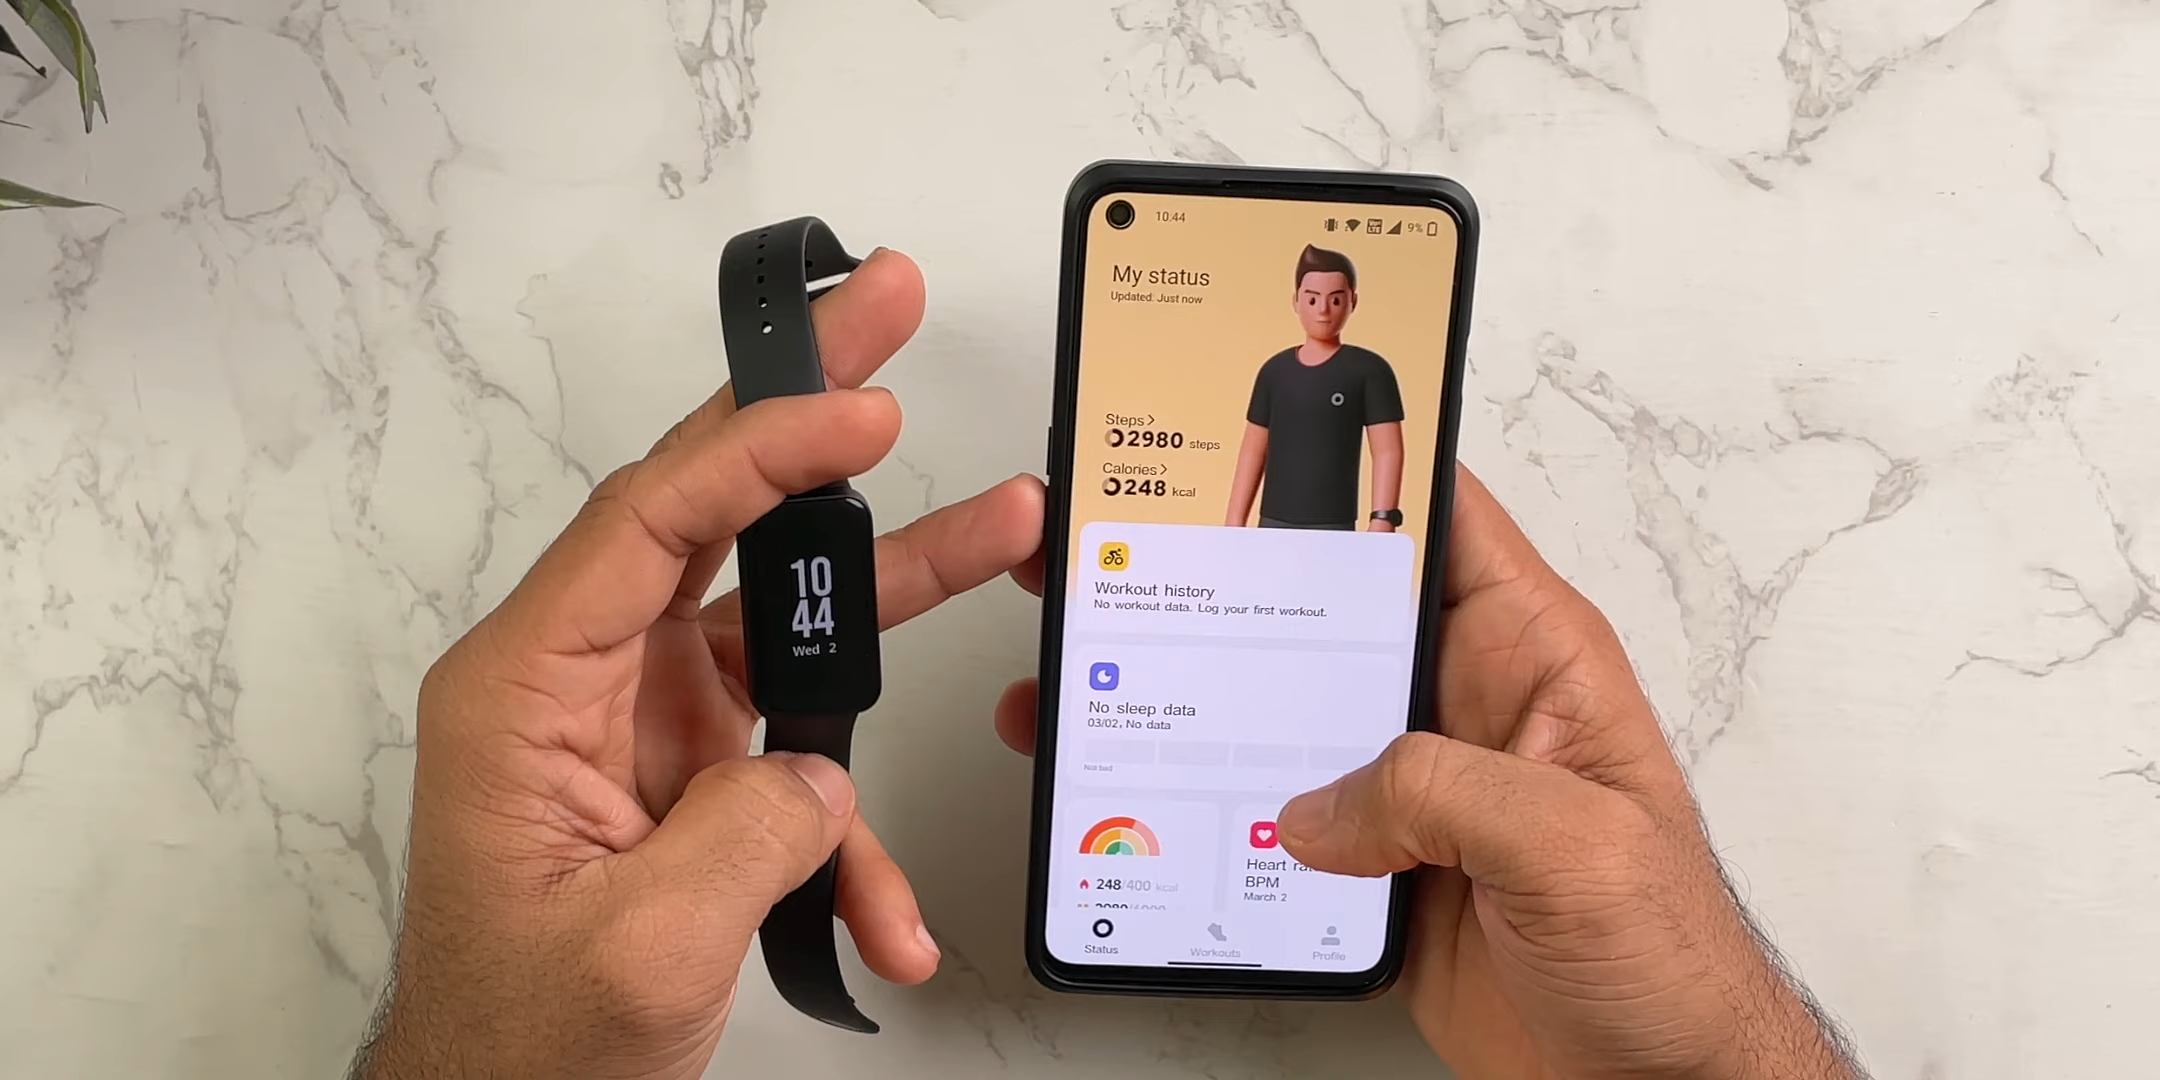 10
44
Wed 2
10.44
9%
My status
Updated: Just now
Steps>
2980 steps
Calories>
248 kcal
Workout history
No workout data. Log your first workout.
No sleep data
03/02, No data
248/400 kcal
Heart
BPM
March 2
Status
Workouts
Profile